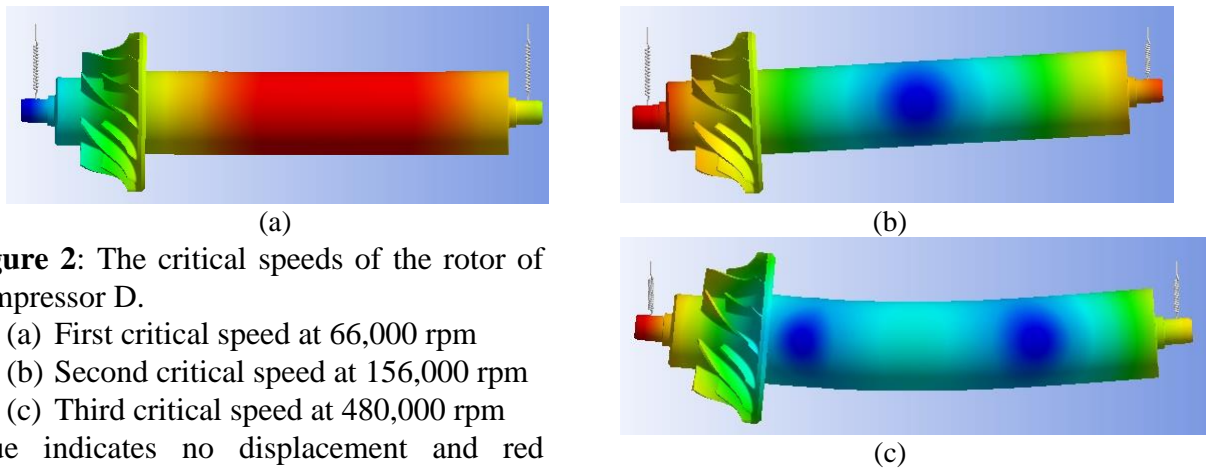 (a)
gure 2: The critical speeds of the rotor of
mpressor D.
(a) First critical speed at 66,000 rpm
(b) Second critical speed at 156,000 rpm
(c) Third critical speed at 480,000 rpm
ue indicates no displacement and red
(b)
(c)